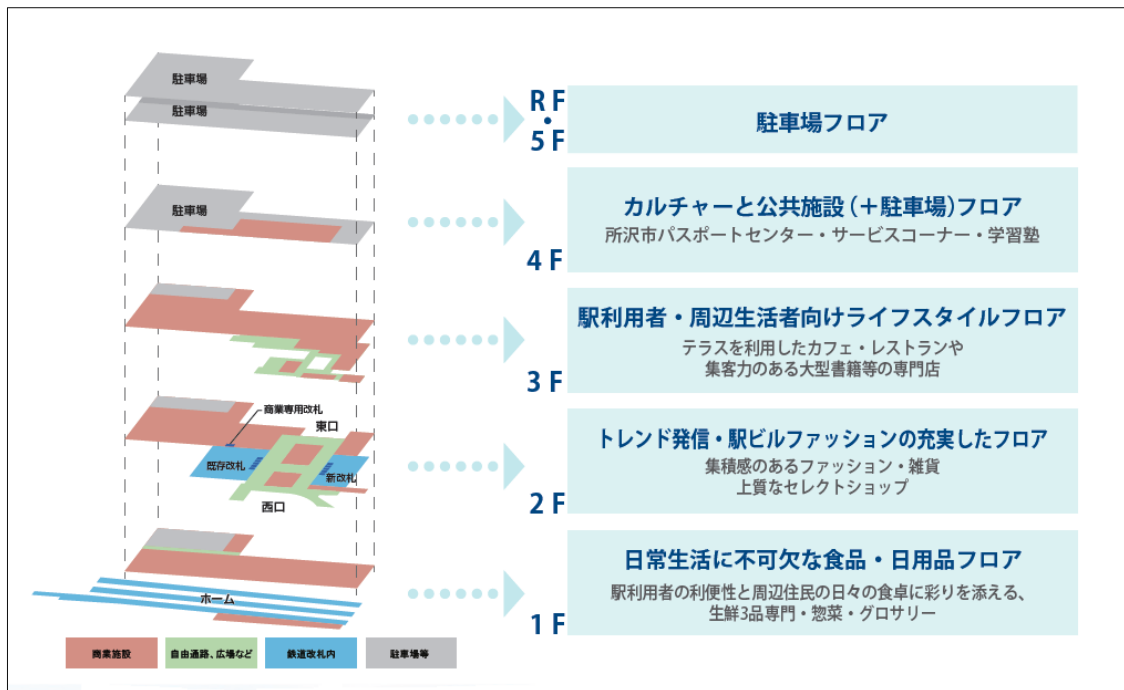 駐車場
駐車場
RF
・
5F
駐車場フロア
駐車場
4F
カルチャーと公共施設(＋駐車場)フロア
所沢市パスポートセンター・サービスコーナー・学習塾
3F
駅利用者・周辺生活者向けライフスタイルフロア
テラスを利用したカフェ・レストランや
集客力のある大型書籍等の専門店
商業専用改札
東口
既存改札
新改札
西口
2F
トレンド発信・駅ビルファッションの充実したフロア
集積感のあるファッション・雑貨
上質なセレクトショップ
ホーム
1F
日常生活に不可欠な食品・日用品フロア
駅利用者の利便性と周辺住民の日々の食卓に彩りを添える、
生鮮3品専門・惣菜・グロサリー
商業施設
自由通路、広場など
鉄道改札内
駐車場等